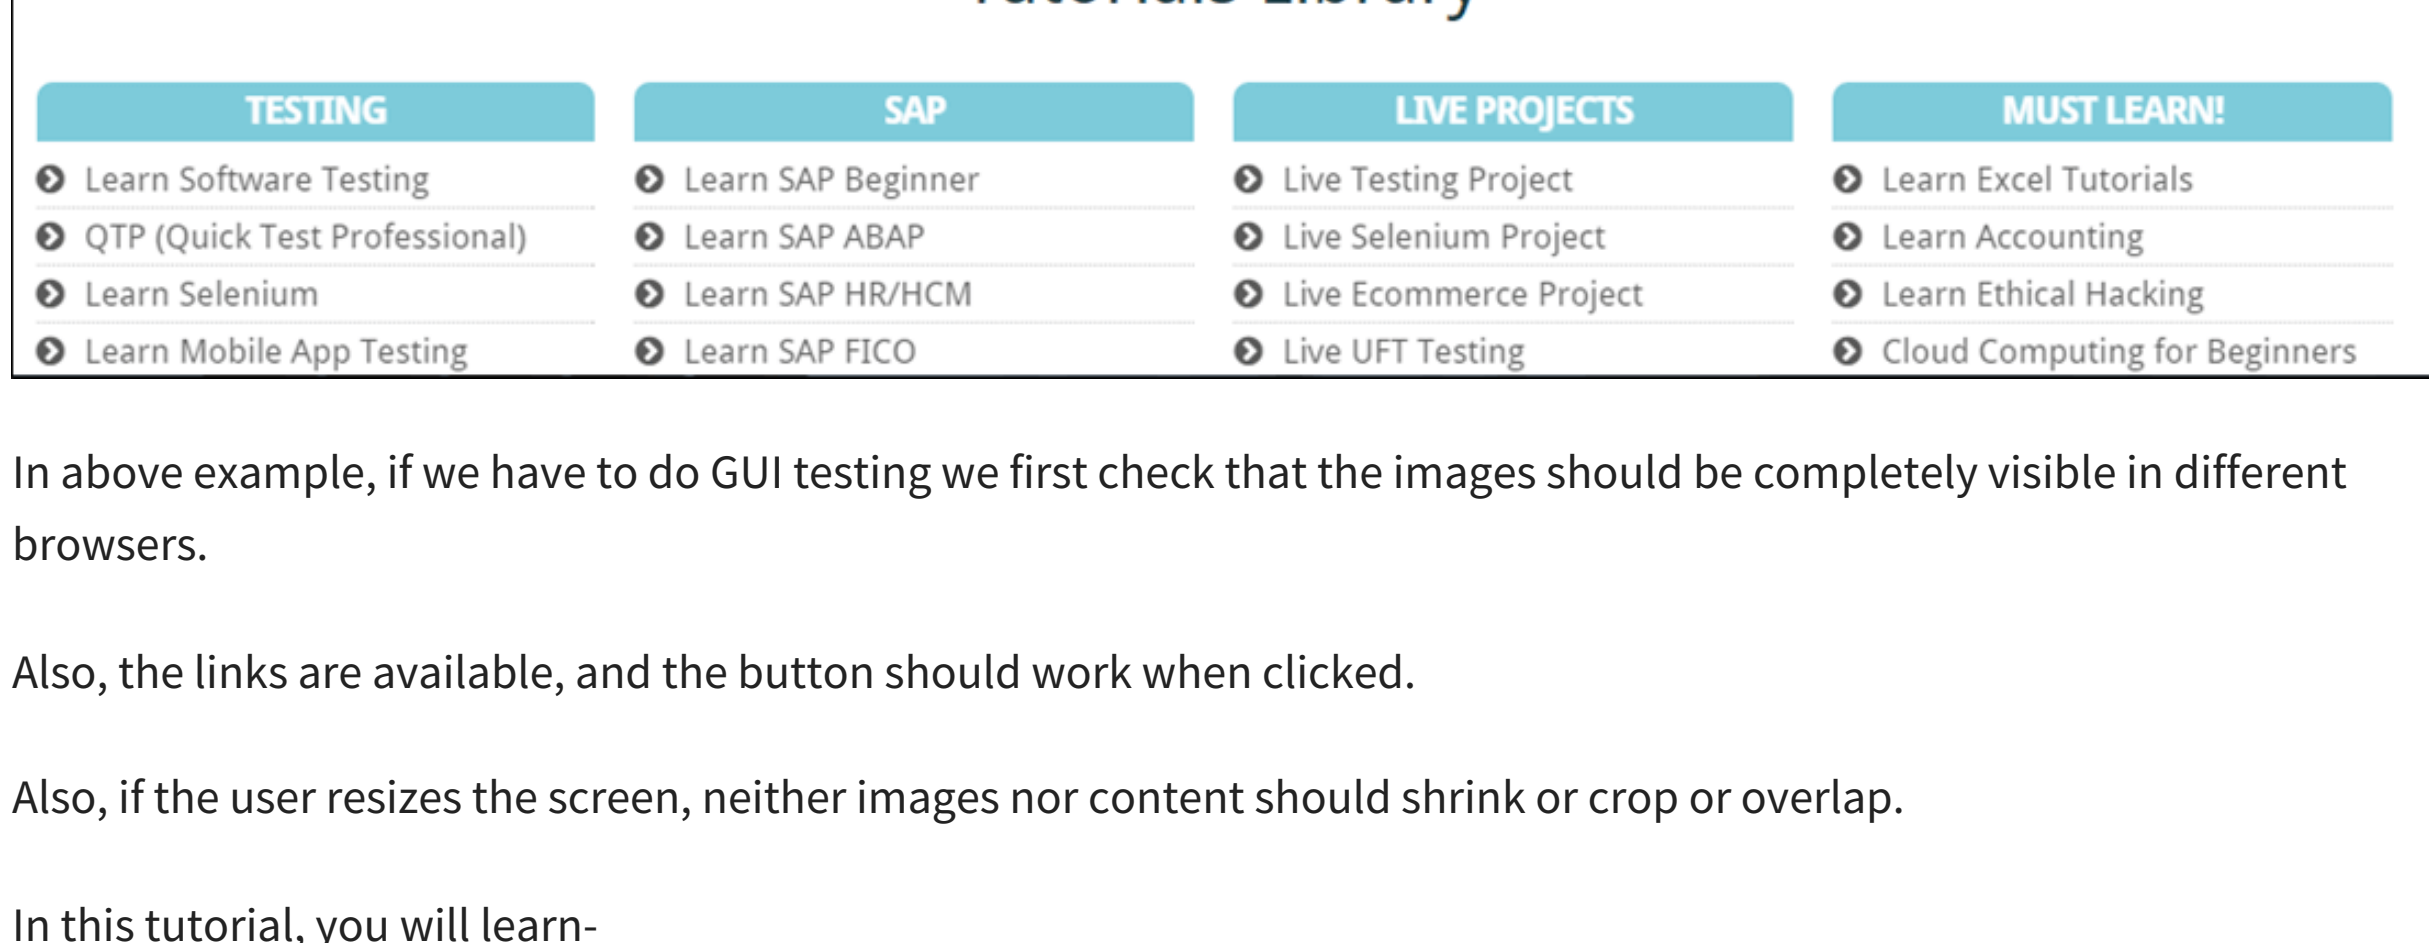 Tutorials Library
TESTING
Learn Software Testing
QTP (Quick Test Professional)
Learn Selenium
Learn Mobile App Testing
SAP
Learn SAP Beginner
Learn SAP ABAP
Learn SAP HR/HCM
Learn SAP FICO
LIVE PROJECTS
Live Testing Project
Live Selenium Project
Live Ecommerce Project
Live UFT Testing
MUST LEARN!
Learn Excel Tutorials
Learn Accounting
Learn Ethical Hacking
Cloud Computing for Beginners
In above example, if we have to do GUI testing we first check that the images should be completely visible in different
browsers.
Also, the links are available, and the button should work when clicked.
Also, if the user resizes the screen, neither images nor content should shrink or crop or overlap.
In this tutorial, you will learn-